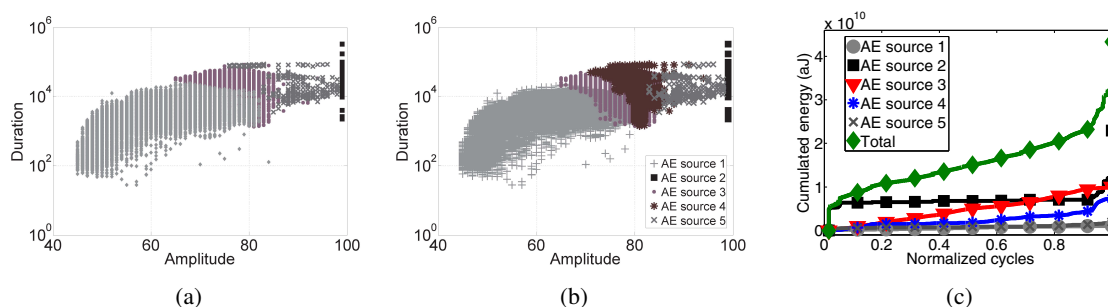 10^6
10^4
10^2
10^0
Duration
40 60 80 100
Amplitude
(a)
10^6
10^4
10^2
10^0
Duration
AE source 1
AE source 2
AE source 3
AE source 4
AE source 5
40 60 80 100
Amplitude
(b)
x 10^10
4
3
2
1
0
Cumulated energy (aJ)
AE source 1
AE source 2
AE source 3
AE source 4
AE source 5
Total
0 0.2 0.4 0.6 0.8
Normalized cycles
(c)